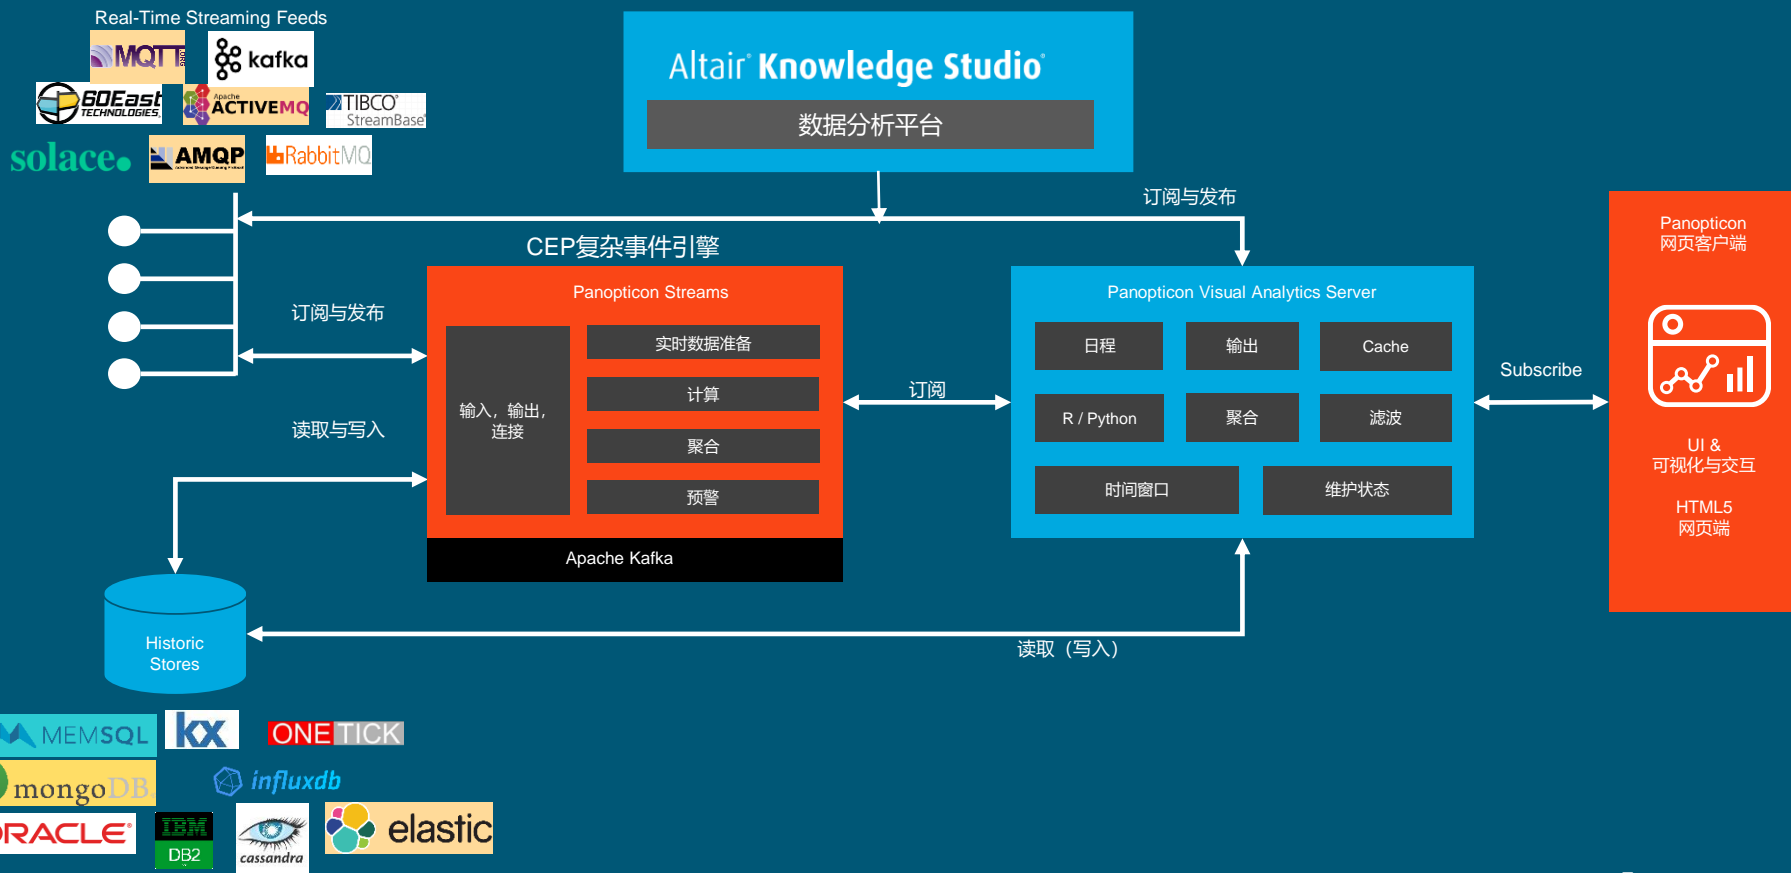 Real-Time Streaming Feeds
MQTT
kafka
60East
TECHNOLOGIES
Apache
ACTIVEMQ
TIBCO
StreamBase
solace
AMQP
RabbitMQ
Altair Knowledge Studio
数据分析平台
订阅与发布
CEP复杂事件引擎
Panopticon Streams
输入，输出，
连接
实时数据准备
计算
聚合
预警
Apache Kafka
订阅与发布
读取与写入
订阅
Panopticon Visual Analytics Server
日程
输出
Cache
R / Python
聚合
滤波
时间窗口
维护状态
Subscribe
Panopticon
网页客户端
UI &
可视化与交互
HTML5
网页端
读取（写入）
Historic
Stores
MEMSQL
kx
ONETICK
mongoDB
influxdb
ORACLE
IBM
DB2
cassandra
elastic